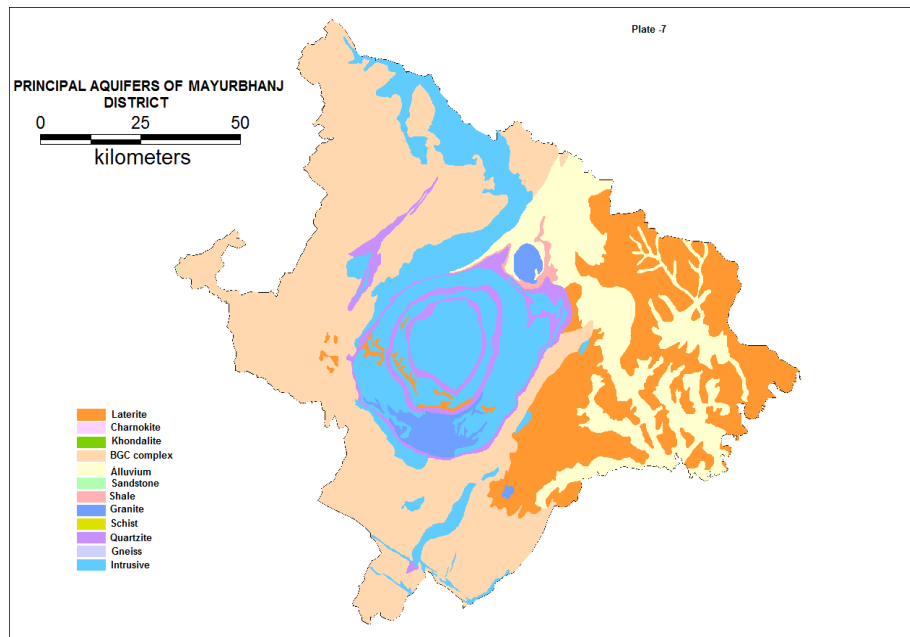 Plate -7
PRINCIPAL AQUIFERS OF MAYURBHANJ
DISTRICT
0 25 50
kilometers
Laterite
Charnokite
Khondalite
BGC complex
Alluvium
Sandstone
Shale
Granite
Schist
Quartzite
Gneiss
Intrusive